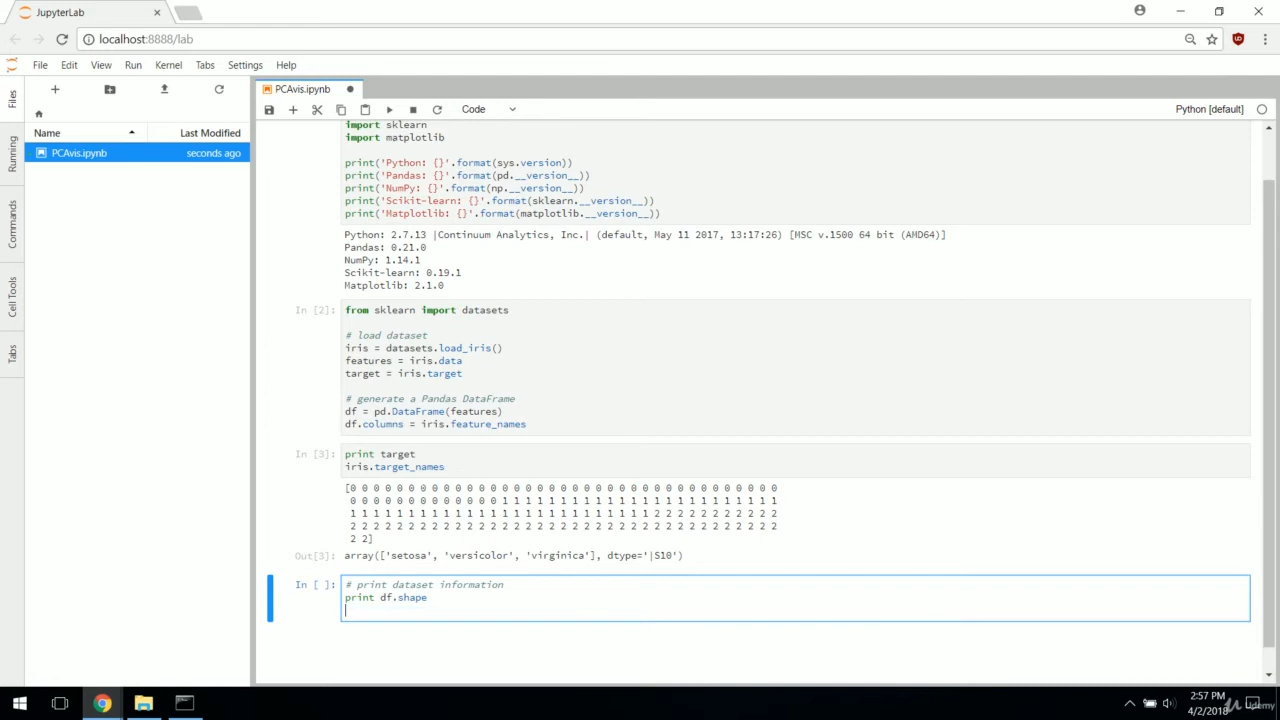 JupyterLab
localhost:8888/lab
File Edit View Run Kernel Tabs Settings Help
Files
Running
Commands
Cell Tools
Tabs
Name Last Modified
PCAvis.ipynb seconds ago
PCAvis.ipynb
Code Python [default]
import sklearn
import matplotlib
print('Python: {}'.format(sys.version))
print('Pandas: {}'.format(pd.__version__))
print('NumPy: {}'.format(np.__version__))
print('Scikit-learn: {}'.format(sklearn.__version__))
print('Matplotlib: {}'.format(matplotlib.__version__))
Python: 2.7.13 |Continuum Analytics, Inc.| (default, May 11 2017, 13:17:26) [MSC v.1500 64 bit (AMD64)]
Pandas: 0.21.0
NumPy: 1.14.1
Scikit-learn: 0.19.1
Matplotlib: 2.1.0
In [2]: from sklearn import datasets
# load dataset
iris = datasets.load_iris()
features = iris.data
target = iris.target
# generate a Pandas DataFrame
df = pd.DataFrame(features)
df.columns = iris.feature_names
In [3]: print target
iris.target_names
[0 0 0 0 0 0 0 0 0 0 0 0 0 0 0 0 0 0 0 0 0 0 0 0 0 0 0 0 0 0 0 0 0 0 0 0 0
0 0 0 0 0 0 0 0 0 0 0 0 0 1 1 1 1 1 1 1 1 1 1 1 1 1 1 1 1 1 1 1 1 1 1 1 1
1 1 1 1 1 1 1 1 1 1 1 1 1 1 1 1 1 1 1 1 1 1 1 1 1 1 2 2 2 2 2 2 2 2 2 2 2
2 2 2 2 2 2 2 2 2 2 2 2 2 2 2 2 2 2 2 2 2 2 2 2 2 2 2 2 2 2 2 2 2 2 2 2 2
2 2]
Out[3]: array(['setosa', 'versicolor', 'virginica'], dtype='|S10')
In [ ]: # print dataset information
print df.shape
2:57 PM
4/2/2018
Udemy